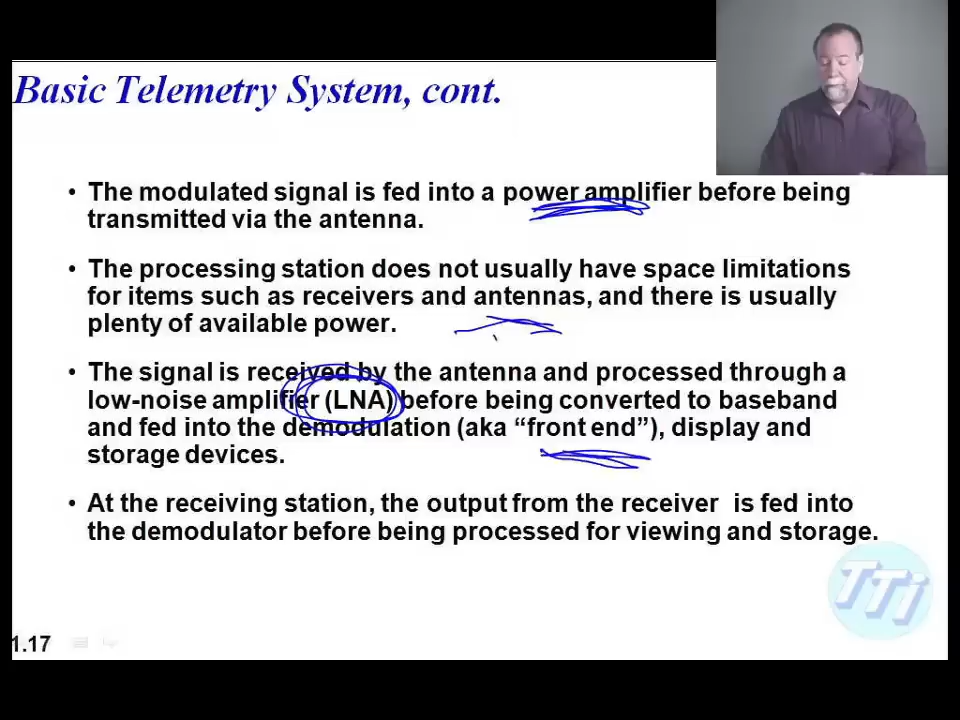 Basic Telemetry System, cont.
• The modulated signal is fed into a power amplifier before being
transmitted via the antenna.
• The processing station does not usually have space limitations
for items such as receivers and antennas, and there is usually
plenty of available power.
• The signal is received by the antenna and processed through a
low-noise amplifier (LNA) before being converted to baseband
and fed into the demodulation (aka “front end”), display and
storage devices.
• At the receiving station, the output from the receiver is fed into
the demodulator before being processed for viewing and storage.
TTi
1.17